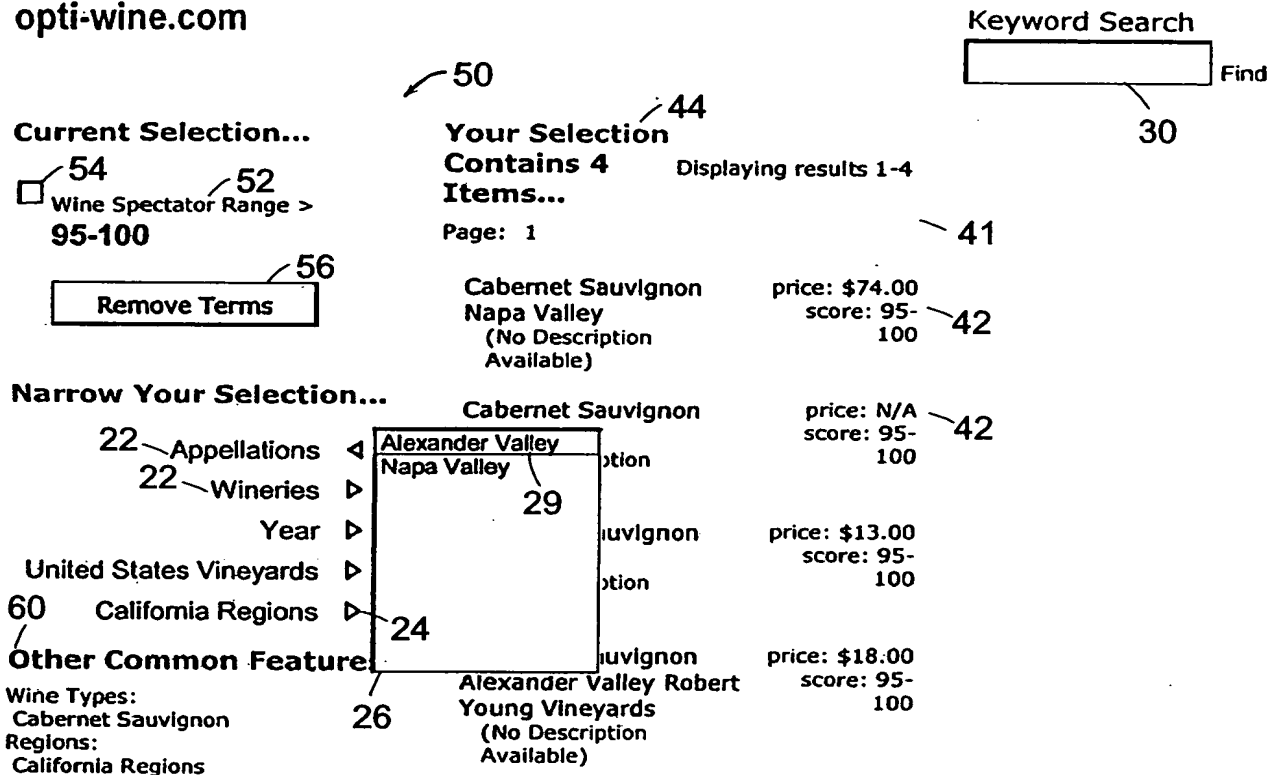 opti-wine.com
Keyword Search
Find
30
50
Current Selection...
54
52
Wine Spectator Range >
95-100
56
Remove Terms
44
Your Selection
Contains 4
Items...
Displaying results 1-4
Page: 1
41
Cabernet Sauvignon
price: $74.00
Napa Valley
score: 95-
100
42
(No Description
Available)
Narrow Your Selection...
22
Appellations
22
Wineries
Year
United States Vineyards
California Regions
24
Alexander Valley
Napa Valley
29
26
Cabernet Sauvignon
price: N/A
score: 95-
100
42
ption
uvignon
price: $13.00
score: 95-
100
ption
uvignon
price: $18.00
Alexander Valley Robert
score: 95-
Young Vineyards
100
(No Description
Available)
60
Other Common Feature
Wine Types:
Cabernet Sauvignon
Regions:
California Regions